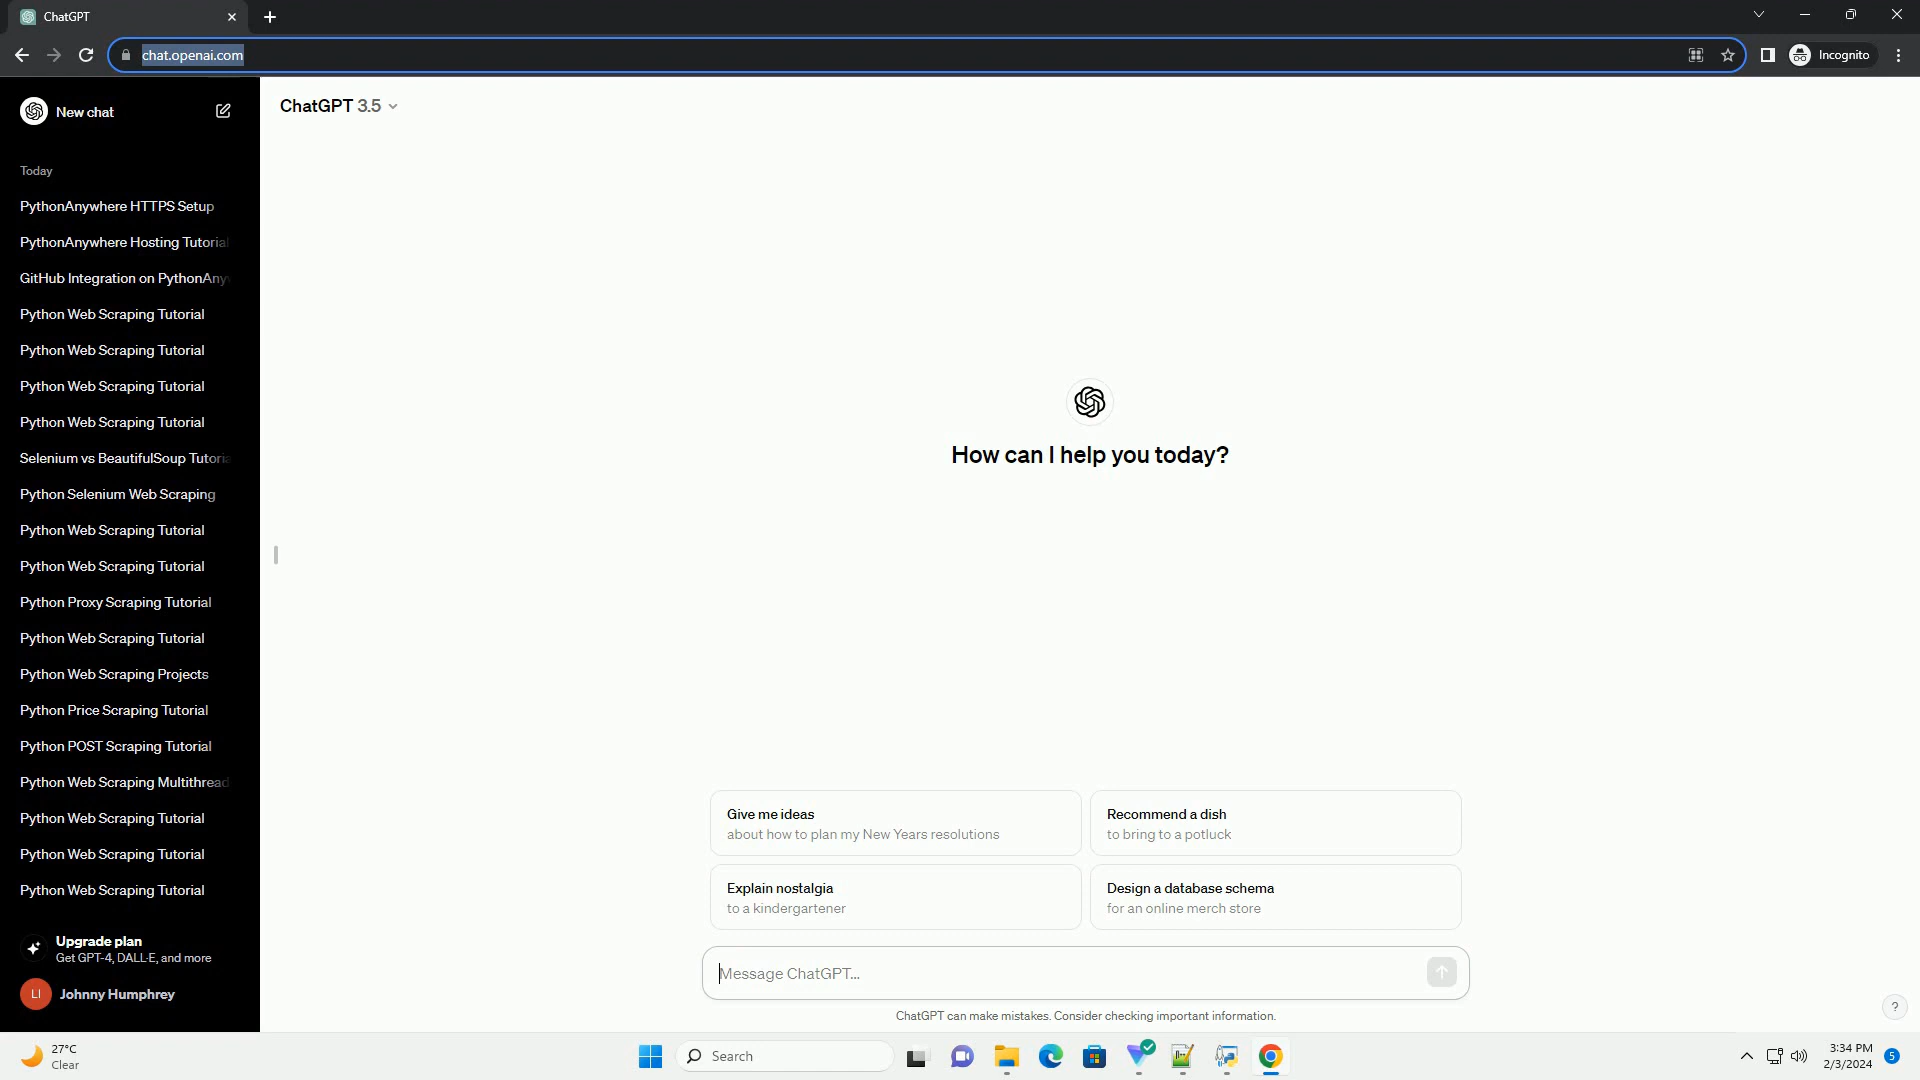 ChatGPT
chat.openai.com
Incognito
New chat
ChatGPT 3.5
Today
PythonAnywhere HTTPS Setup
PythonAnywhere Hosting Tutorial
GitHub Integration on PythonAnyw
Python Web Scraping Tutorial
Python Web Scraping Tutorial
Python Web Scraping Tutorial
Python Web Scraping Tutorial
Selenium vs BeautifulSoup Tutoria
Python Selenium Web Scraping
Python Web Scraping Tutorial
Python Web Scraping Tutorial
Python Proxy Scraping Tutorial
Python Web Scraping Tutorial
Python Web Scraping Projects
Python Price Scraping Tutorial
Python POST Scraping Tutorial
Python Web Scraping Multithread
Python Web Scraping Tutorial
Python Web Scraping Tutorial
Python Web Scraping Tutorial
Upgrade plan
Get GPT-4, DALL·E, and more
LI
Johnny Humphrey
How can I help you today?
Give me ideas
about how to plan my New Years resolutions
Recommend a dish
to bring to a potluck
Explain nostalgia
to a kindergartener
Design a database schema
for an online merch store
Message ChatGPT...
ChatGPT can make mistakes. Consider checking important information.
?
27°C
Clear
Search
3:34 PM
2/3/2024
5